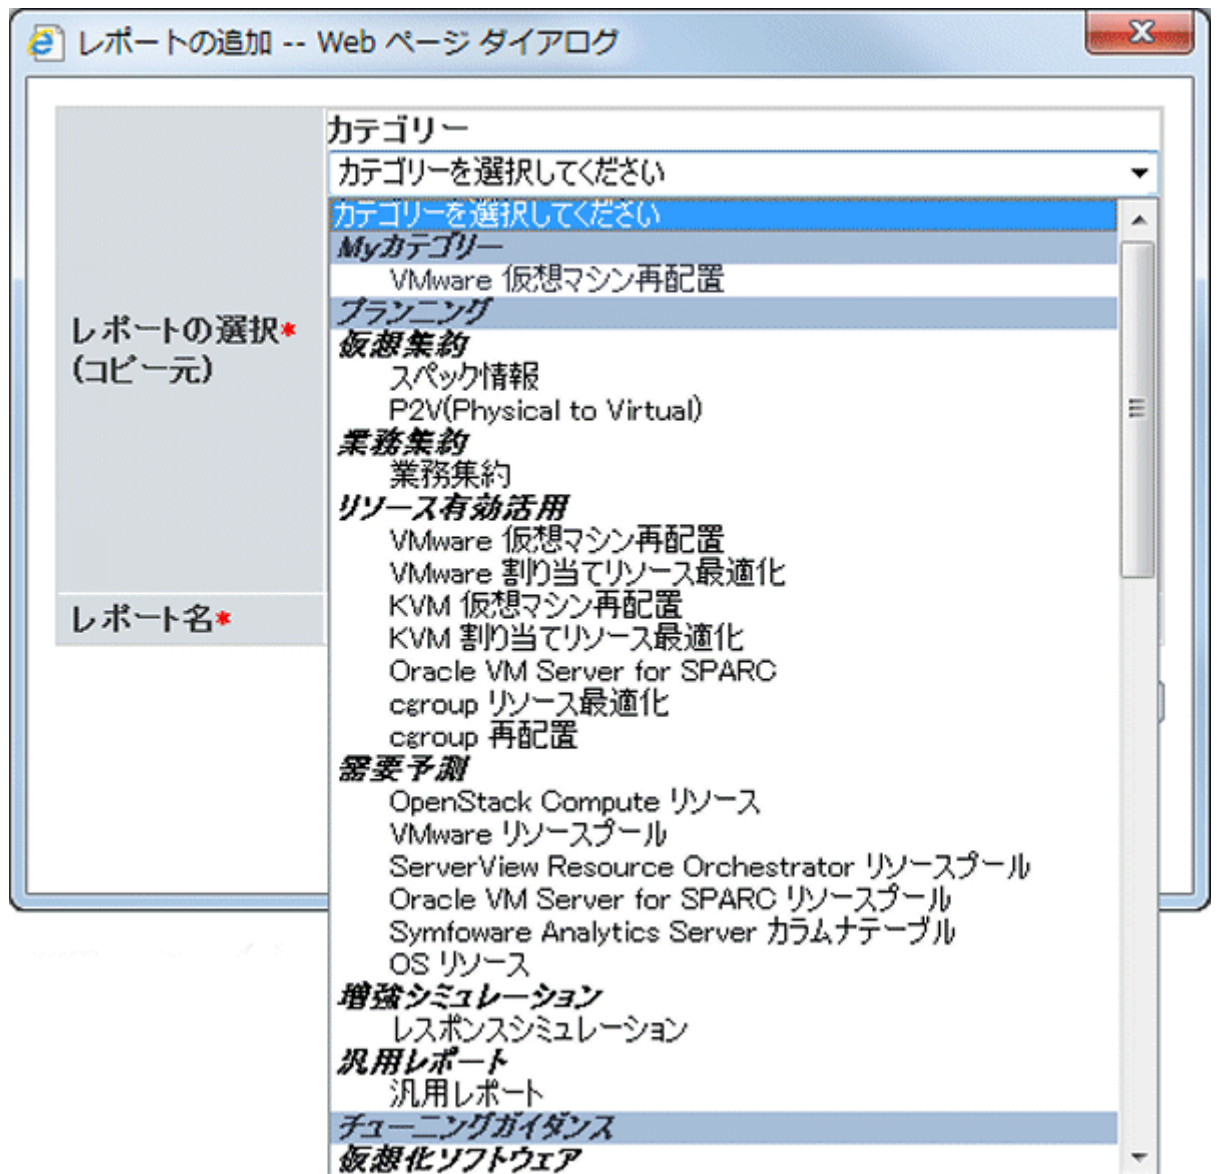 レポートの追加 -- Web ページ ダイアログ
カテゴリー
カテゴリーを選択してください
カテゴリーを選択してください
Myカテゴリー
VMware 仮想マシン再配置
プランニング
仮想集約
スペック情報
P2V(Physical to Virtual)
業務集約
業務集約
リソース有効活用
VMware 仮想マシン再配置
VMware 割り当てリソース最適化
KVM 仮想マシン再配置
KVM 割り当てリソース最適化
Oracle VM Server for SPARC
cgroup リソース最適化
cgroup 再配置
需要予測
OpenStack Compute リソース
VMware リソースプール
ServerView Resource Orchestrator リソースプール
Oracle VM Server for SPARC リソースプール
Symfoware Analytics Server カラムナテーブル
OS リソース
増強シミュレーション
レスポンスシミュレーション
汎用レポート
汎用レポート
チューニングガイダンス
仮想化ソフトウェア
レポートの選択*
(コピー元)
レポート名*